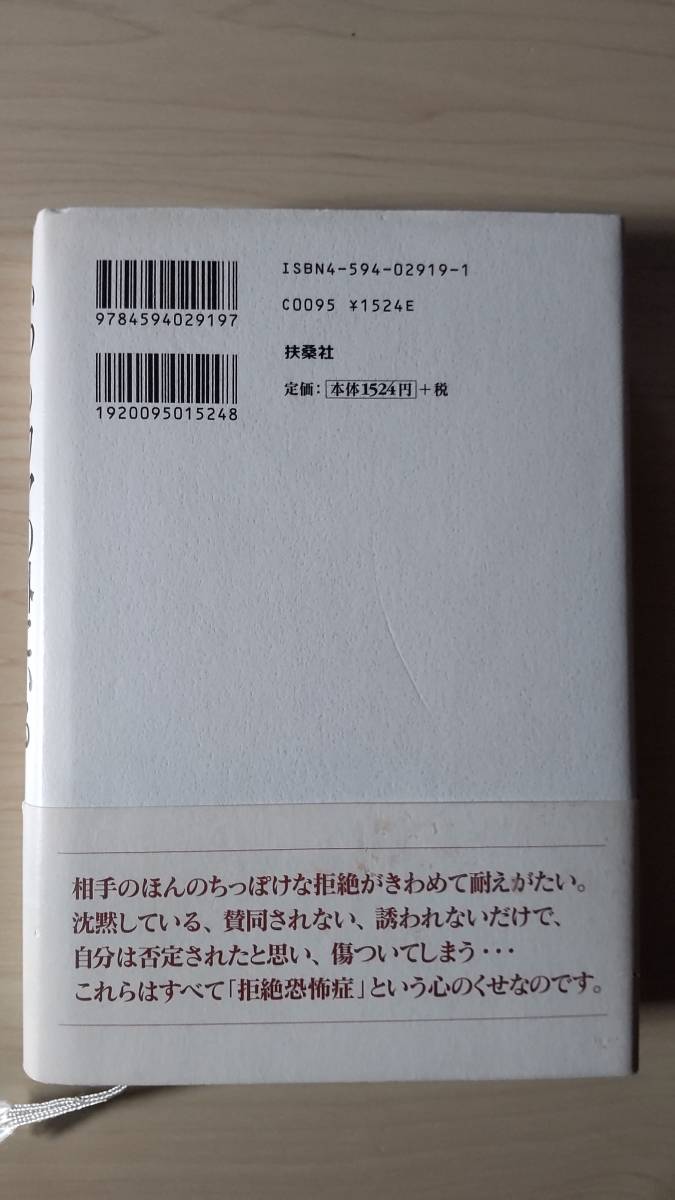 ISBN4-594-02919-1
9784594029197
C0095 ¥1524E
扶桑社
1920095015248
定価：本体1524円＋税
相手のほんのちっぽけな拒絶がきわめて耐えがたい。
沈黙している、賛同されない、誘われないだけで、
自分は否定されたと思い、傷ついてしまう・・・
これらはすべて「拒絶恐怖症」という心のくせなのです。